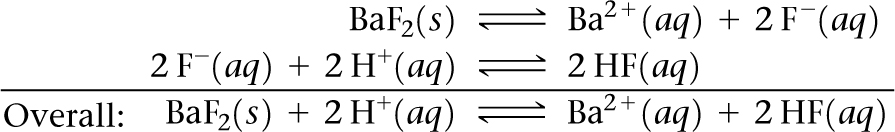 BaF₂(s) ⇌ Ba²⁺(aq) + 2 F⁻(aq)
2 F⁻(aq) + 2 H⁺(aq) ⇌ 2 HF(aq)
Overall: BaF₂(s) + 2 H⁺(aq) ⇌ Ba²⁺(aq) + 2 HF(aq)